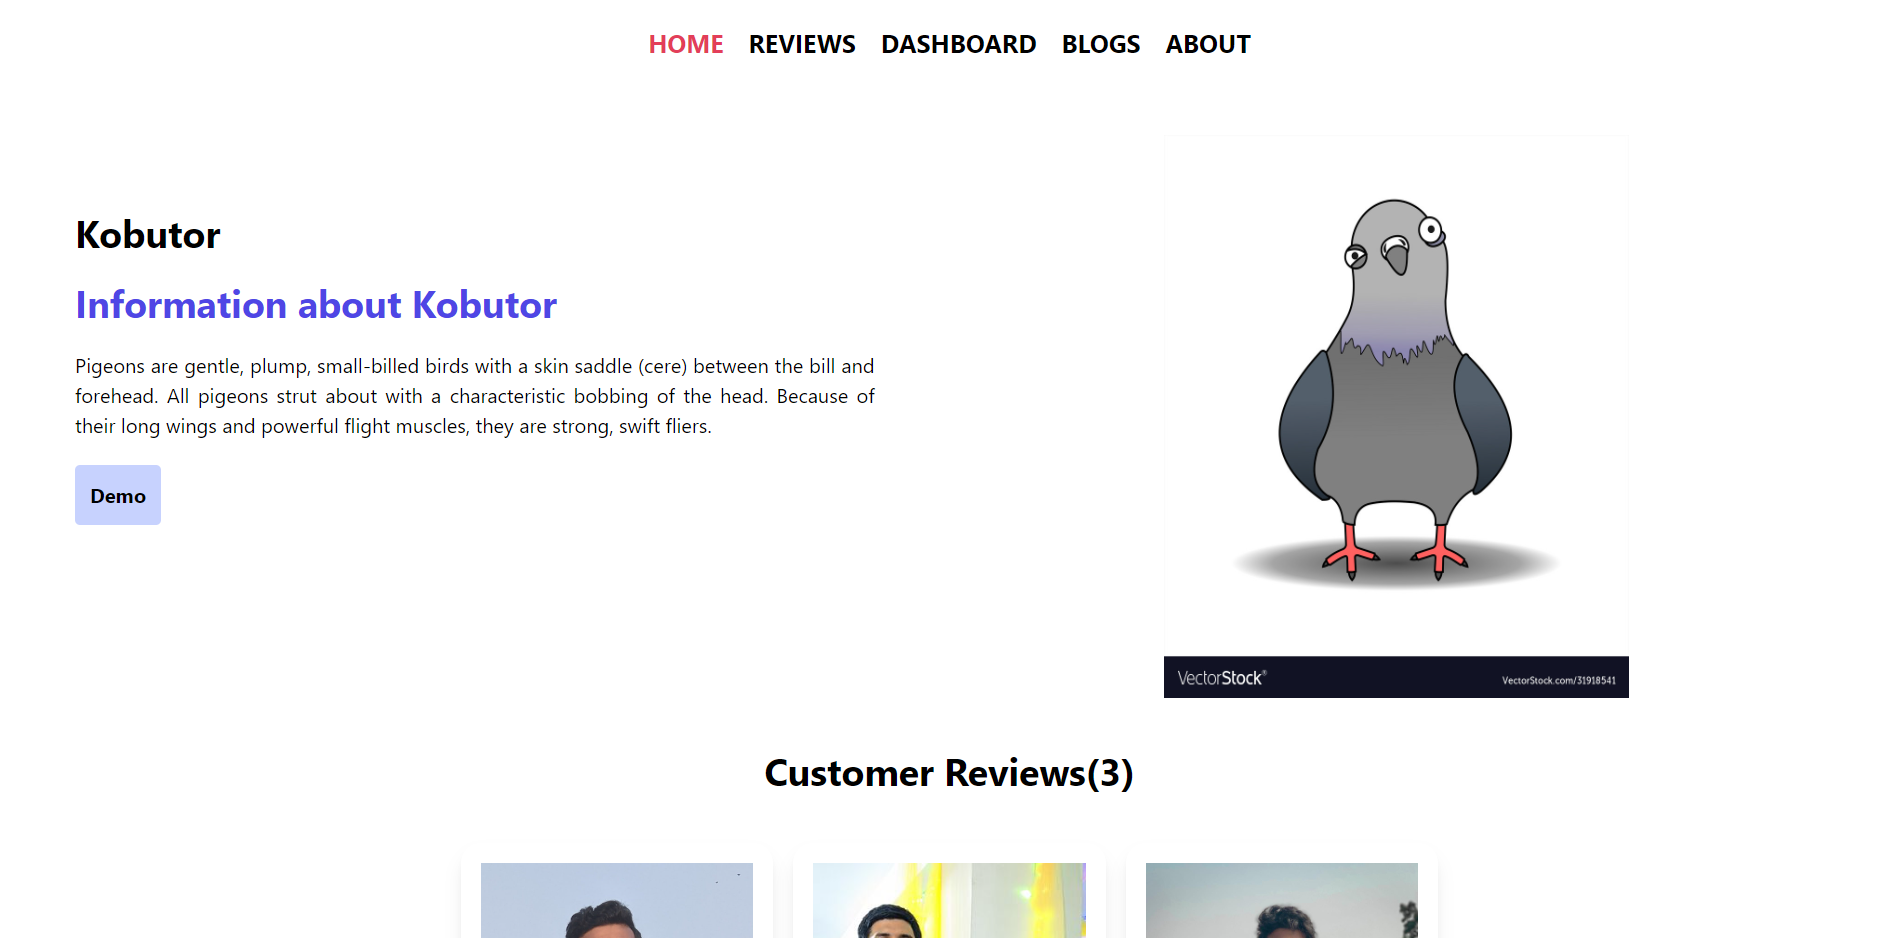 HOME REVIEWS DASHBOARD BLOGS ABOUT
Kobutor
Information about Kobutor
Pigeons are gentle, plump, small-billed birds with a skin saddle (cere) between the bill and
forehead. All pigeons strut about with a characteristic bobbing of the head. Because of
their long wings and powerful flight muscles, they are strong, swift fliers.
Demo
VectorStock®
VectorStock.com/31918541
Customer Reviews(3)